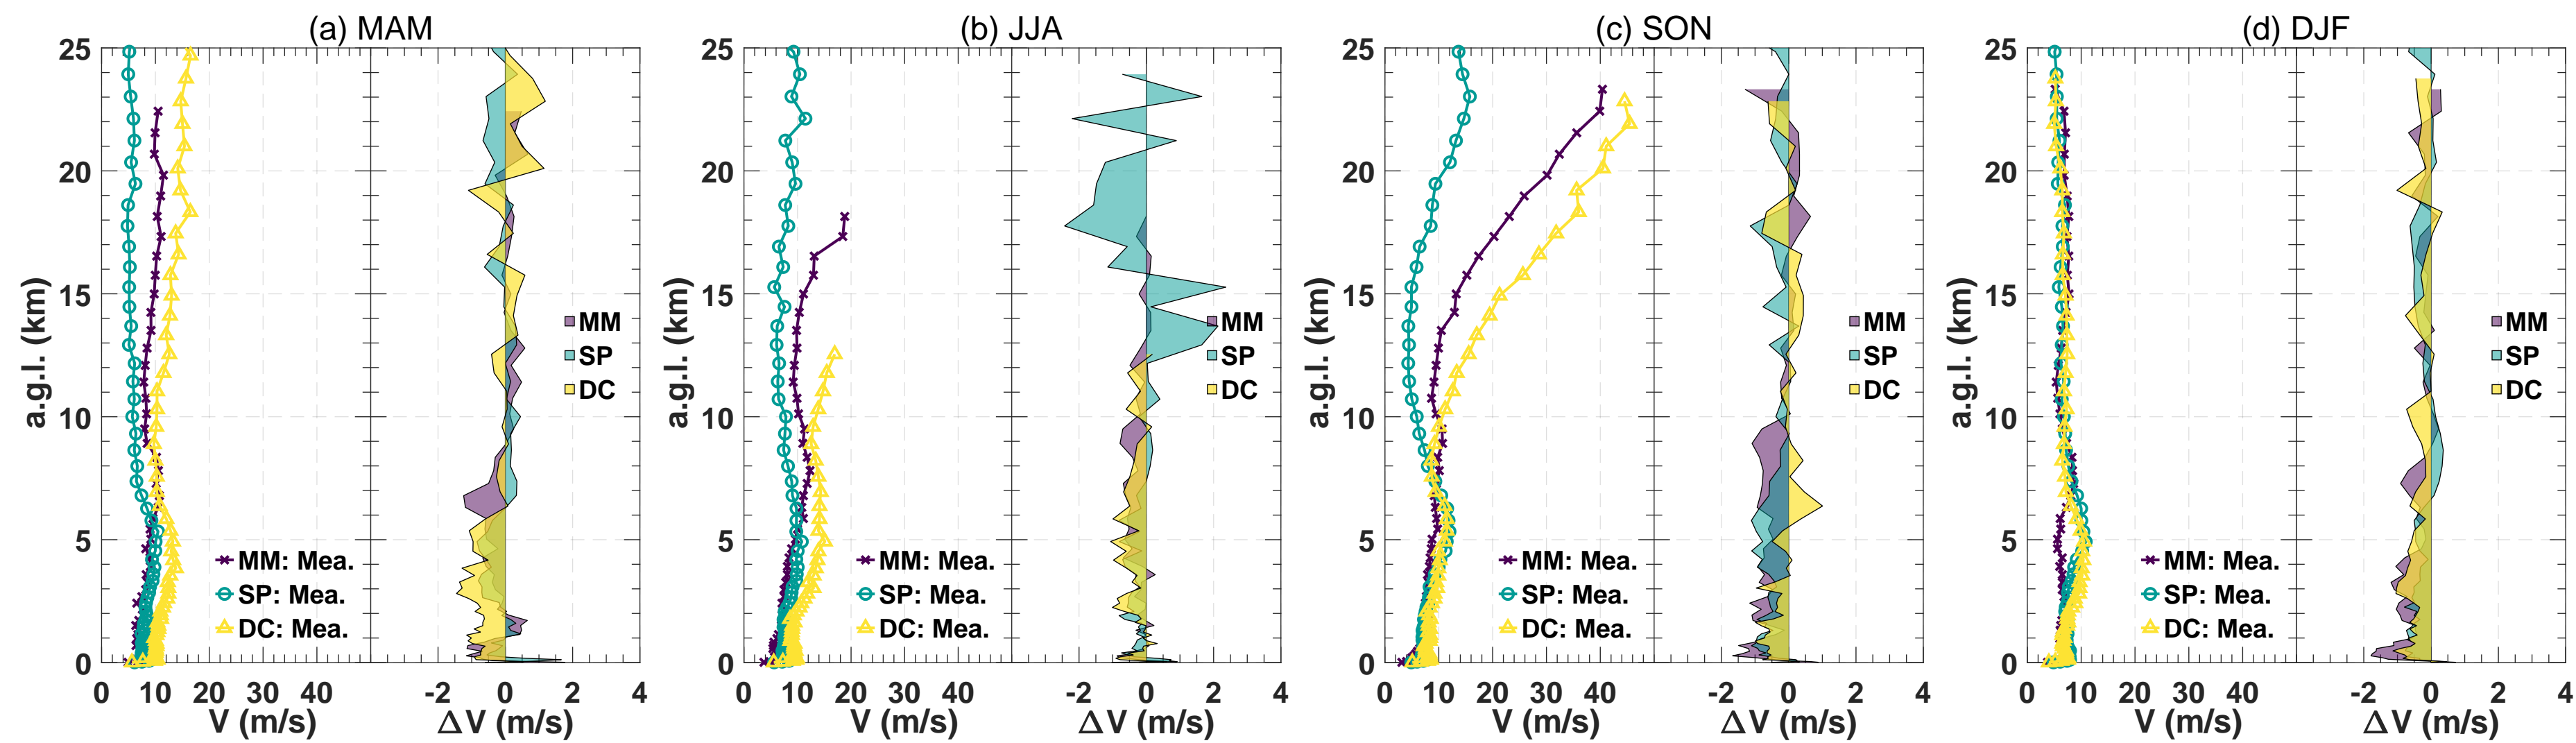 (a) MAM
25
20
15
10
5
0
a.g.l. (km)
MM
SP
DC
MM: Mea.
SP: Mea.
DC: Mea.
0 10 20 30 40
-2 0 2 4
V (m/s)
ΔV (m/s)
(b) JJA
25
20
15
10
5
0
a.g.l. (km)
MM
SP
DC
MM: Mea.
SP: Mea.
DC: Mea.
0 10 20 30 40
-2 0 2 4
V (m/s)
ΔV (m/s)
(c) SON
25
20
15
10
5
0
a.g.l. (km)
MM
SP
DC
MM: Mea.
SP: Mea.
DC: Mea.
0 10 20 30 40
-2 0 2 4
V (m/s)
ΔV (m/s)
(d) DJF
25
20
15
10
5
0
a.g.l. (km)
MM
SP
DC
MM: Mea.
SP: Mea.
DC: Mea.
0 10 20 30 40
-2 0 2 4
V (m/s)
ΔV (m/s)